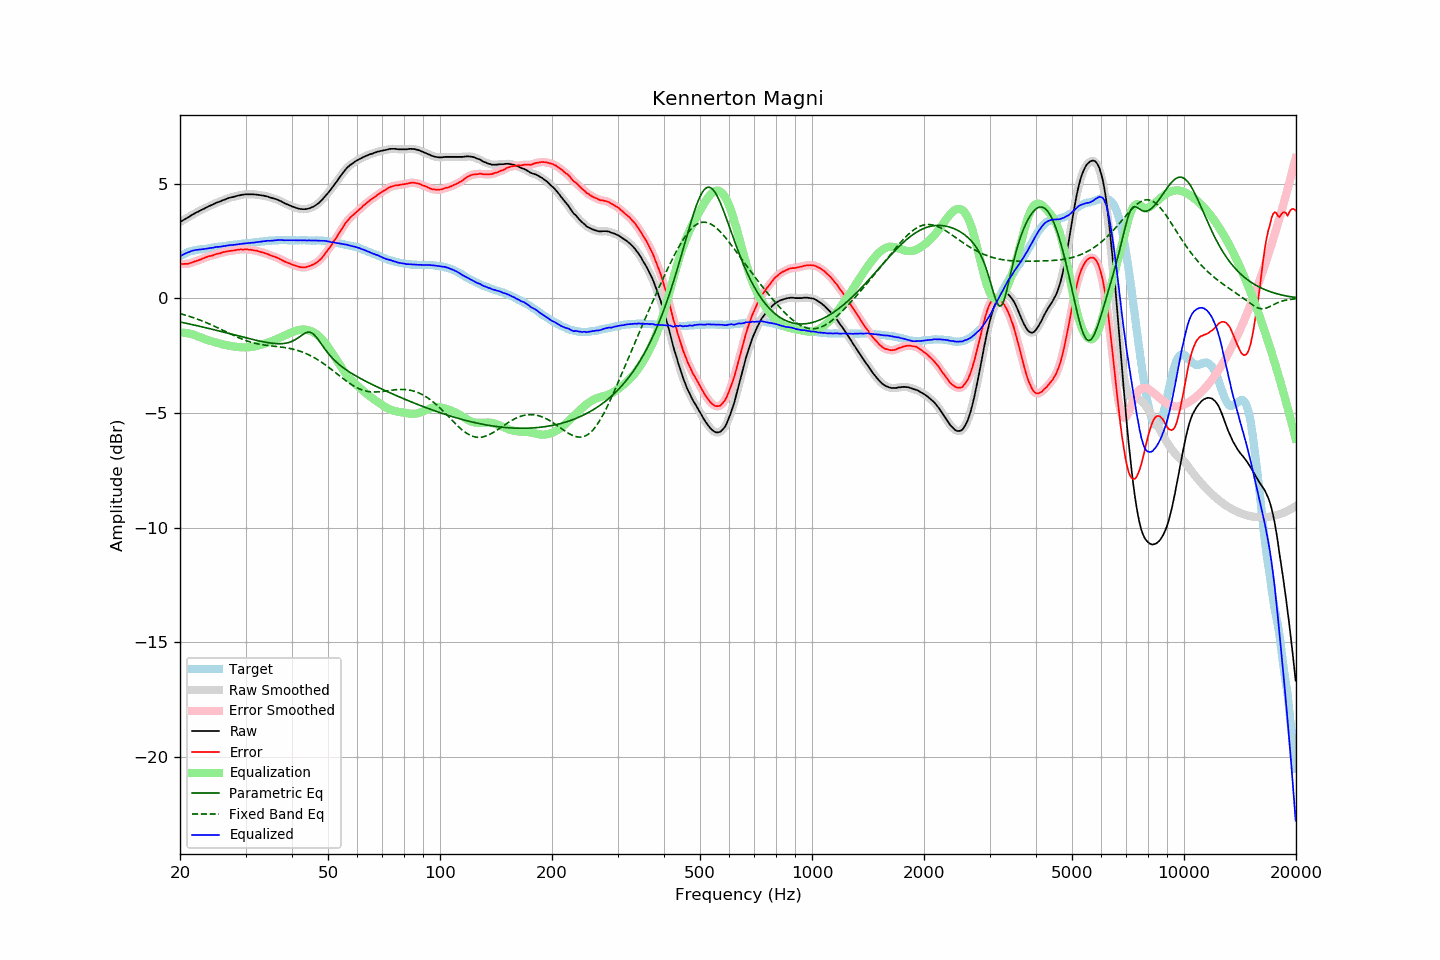 Kennerton Magni
5
0
−5
−10
−15
−20
Amplitude (dBr)
Target
Raw Smoothed
Error Smoothed
Raw
Error
Equalization
Parametric Eq
Fixed Band Eq
Equalized
20 50 100 200 500 1000 2000 5000 10000 20000
Frequency (Hz)